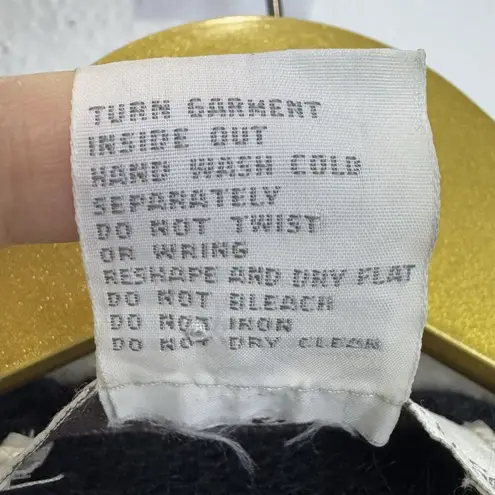 TURN GARMENT
INSIDE OUT
HAND WASH COLD
SEPARATELY
DO NOT TWIST
OR WRING
RESHAPE AND DRY FLAT
DO NOT BLEACH
DO NOT IRON
DO NOT DRY CLEAN